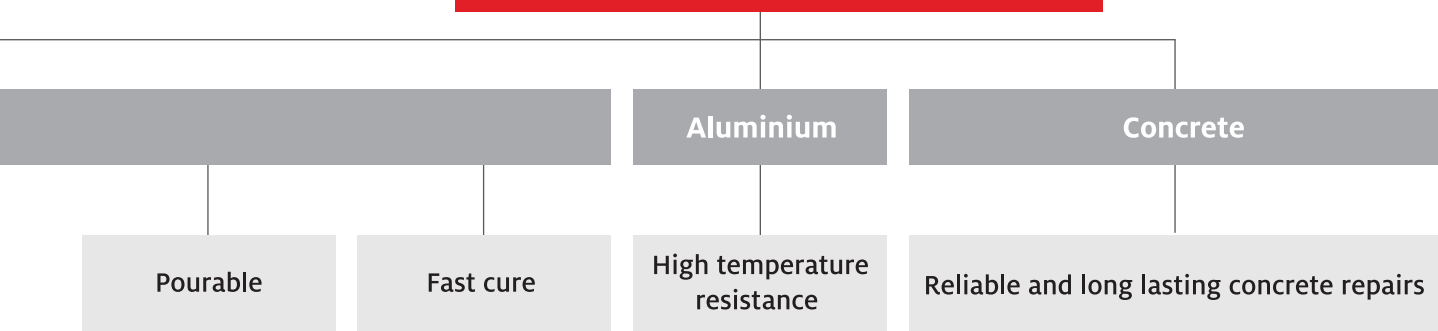 Aluminium
Concrete
Pourable
Fast cure
High temperature
resistance
Reliable and long lasting concrete repairs